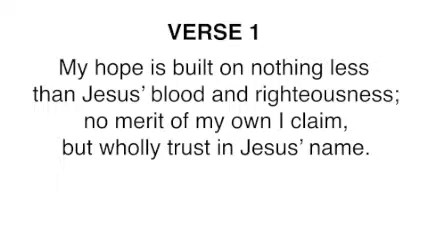 VERSE 1
My hope is built on nothing less
than Jesus’ blood and righteousness;
no merit of my own I claim,
but wholly trust in Jesus’ name.